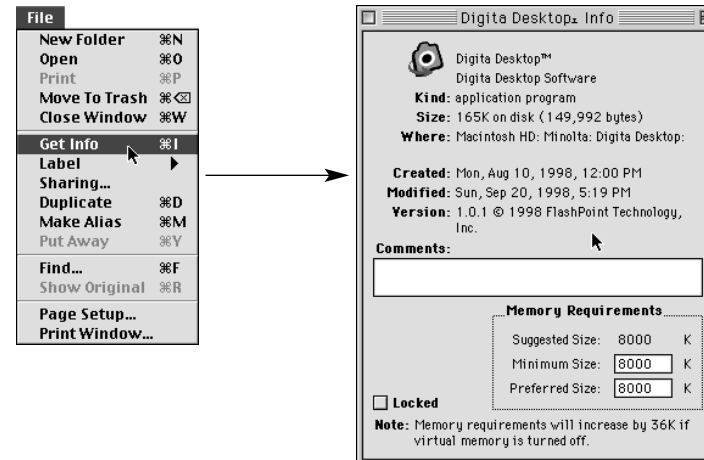 File
New Folder ⌘N
Open ⌘O
Print ⌘P
Move To Trash ⌘⌫
Close Window ⌘W
Get Info ⌘I
Label ▶
Sharing...
Duplicate ⌘D
Make Alias ⌘M
Put Away ⌘Y
Find... ⌘F
Show Original ⌘R
Page Setup...
Print Window...
Digita Desktop™ Info
Digita Desktop™
Digita Desktop Software
Kind: application program
Size: 165K on disk (149,992 bytes)
Where: Macintosh HD: Minolta: Digita Desktop:
Created: Mon, Aug 10, 1998, 12:00 PM
Modified: Sun, Sep 20, 1998, 5:19 PM
Version: 1.0.1 © 1998 FlashPoint Technology,
Inc.
Comments:
Memory Requirements
Suggested Size: 8000 K
Minimum Size: 8000 K
Preferred Size: 8000 K
Locked
Note: Memory requirements will increase by 36K if
virtual memory is turned off.